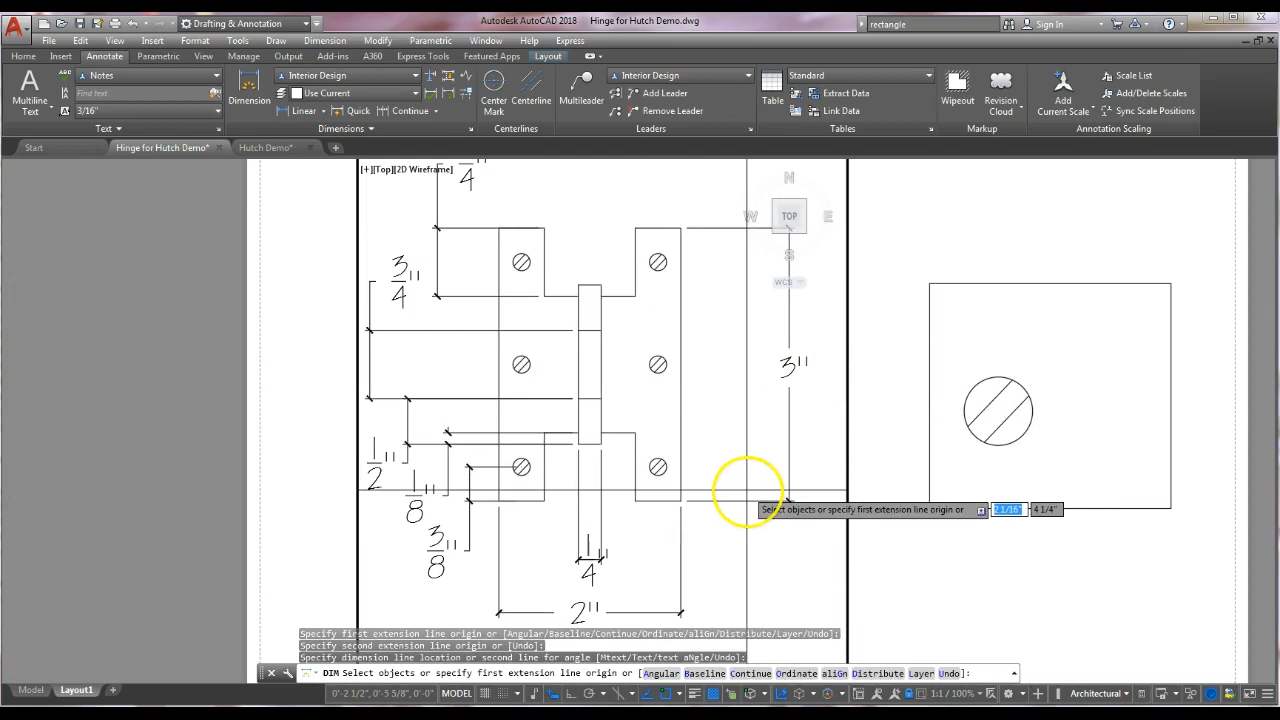 Drafting & Annotation
Autodesk AutoCAD 2018 Hinge for Hutch Demo.dwg
rectangle
Sign In
File Edit View Insert Format Tools Draw Dimension Modify Parametric Window Help Express
Home Insert Annotate Parametric View Manage Output Add-ins A360 Express Tools Featured Apps Layout
Notes
Interior Design
Interior Design
Standard
Scale List
Find text
Use Current
Add Leader
Extract Data
Add/Delete Scales
Multiline
Text
Dimension
Center
Mark
Centerline
Multileader
Table
Wipeout
Revision
Cloud
Add
Current Scale
3/16"
Linear Quick Continue
Remove Leader
Link Data
Sync Scale Positions
Text Dimensions Centerlines Leaders Tables Markup Annotation Scaling
Start Hinge for Hutch Demo* Hutch Demo*
[+][Top][2D Wireframe]
4
N
W TOP E
S
WCS
3"
4
3"
1"
2
1"
8
3"
8
1"
4
2"
Select objects or specify first extension line origin or 2 1/16" 4 1/4"
Specify first extension line origin or [Angular/Baseline/Continue/Ordinate/aliGn/Distribute/Layer/Undo]:
Specify second extension line origin or [Undo]:
Specify dimension line location or second line for angle [Mtext/Text/text aNgle/Undo]:
DIM Select objects or specify first extension line origin or [Angular Baseline Continue Ordinate aliGn Distribute Layer Undo]:
Model Layout1
0'-2 1/2", 0'-5 5/8", 0'-0" MODEL 1:1 / 100% Architectural